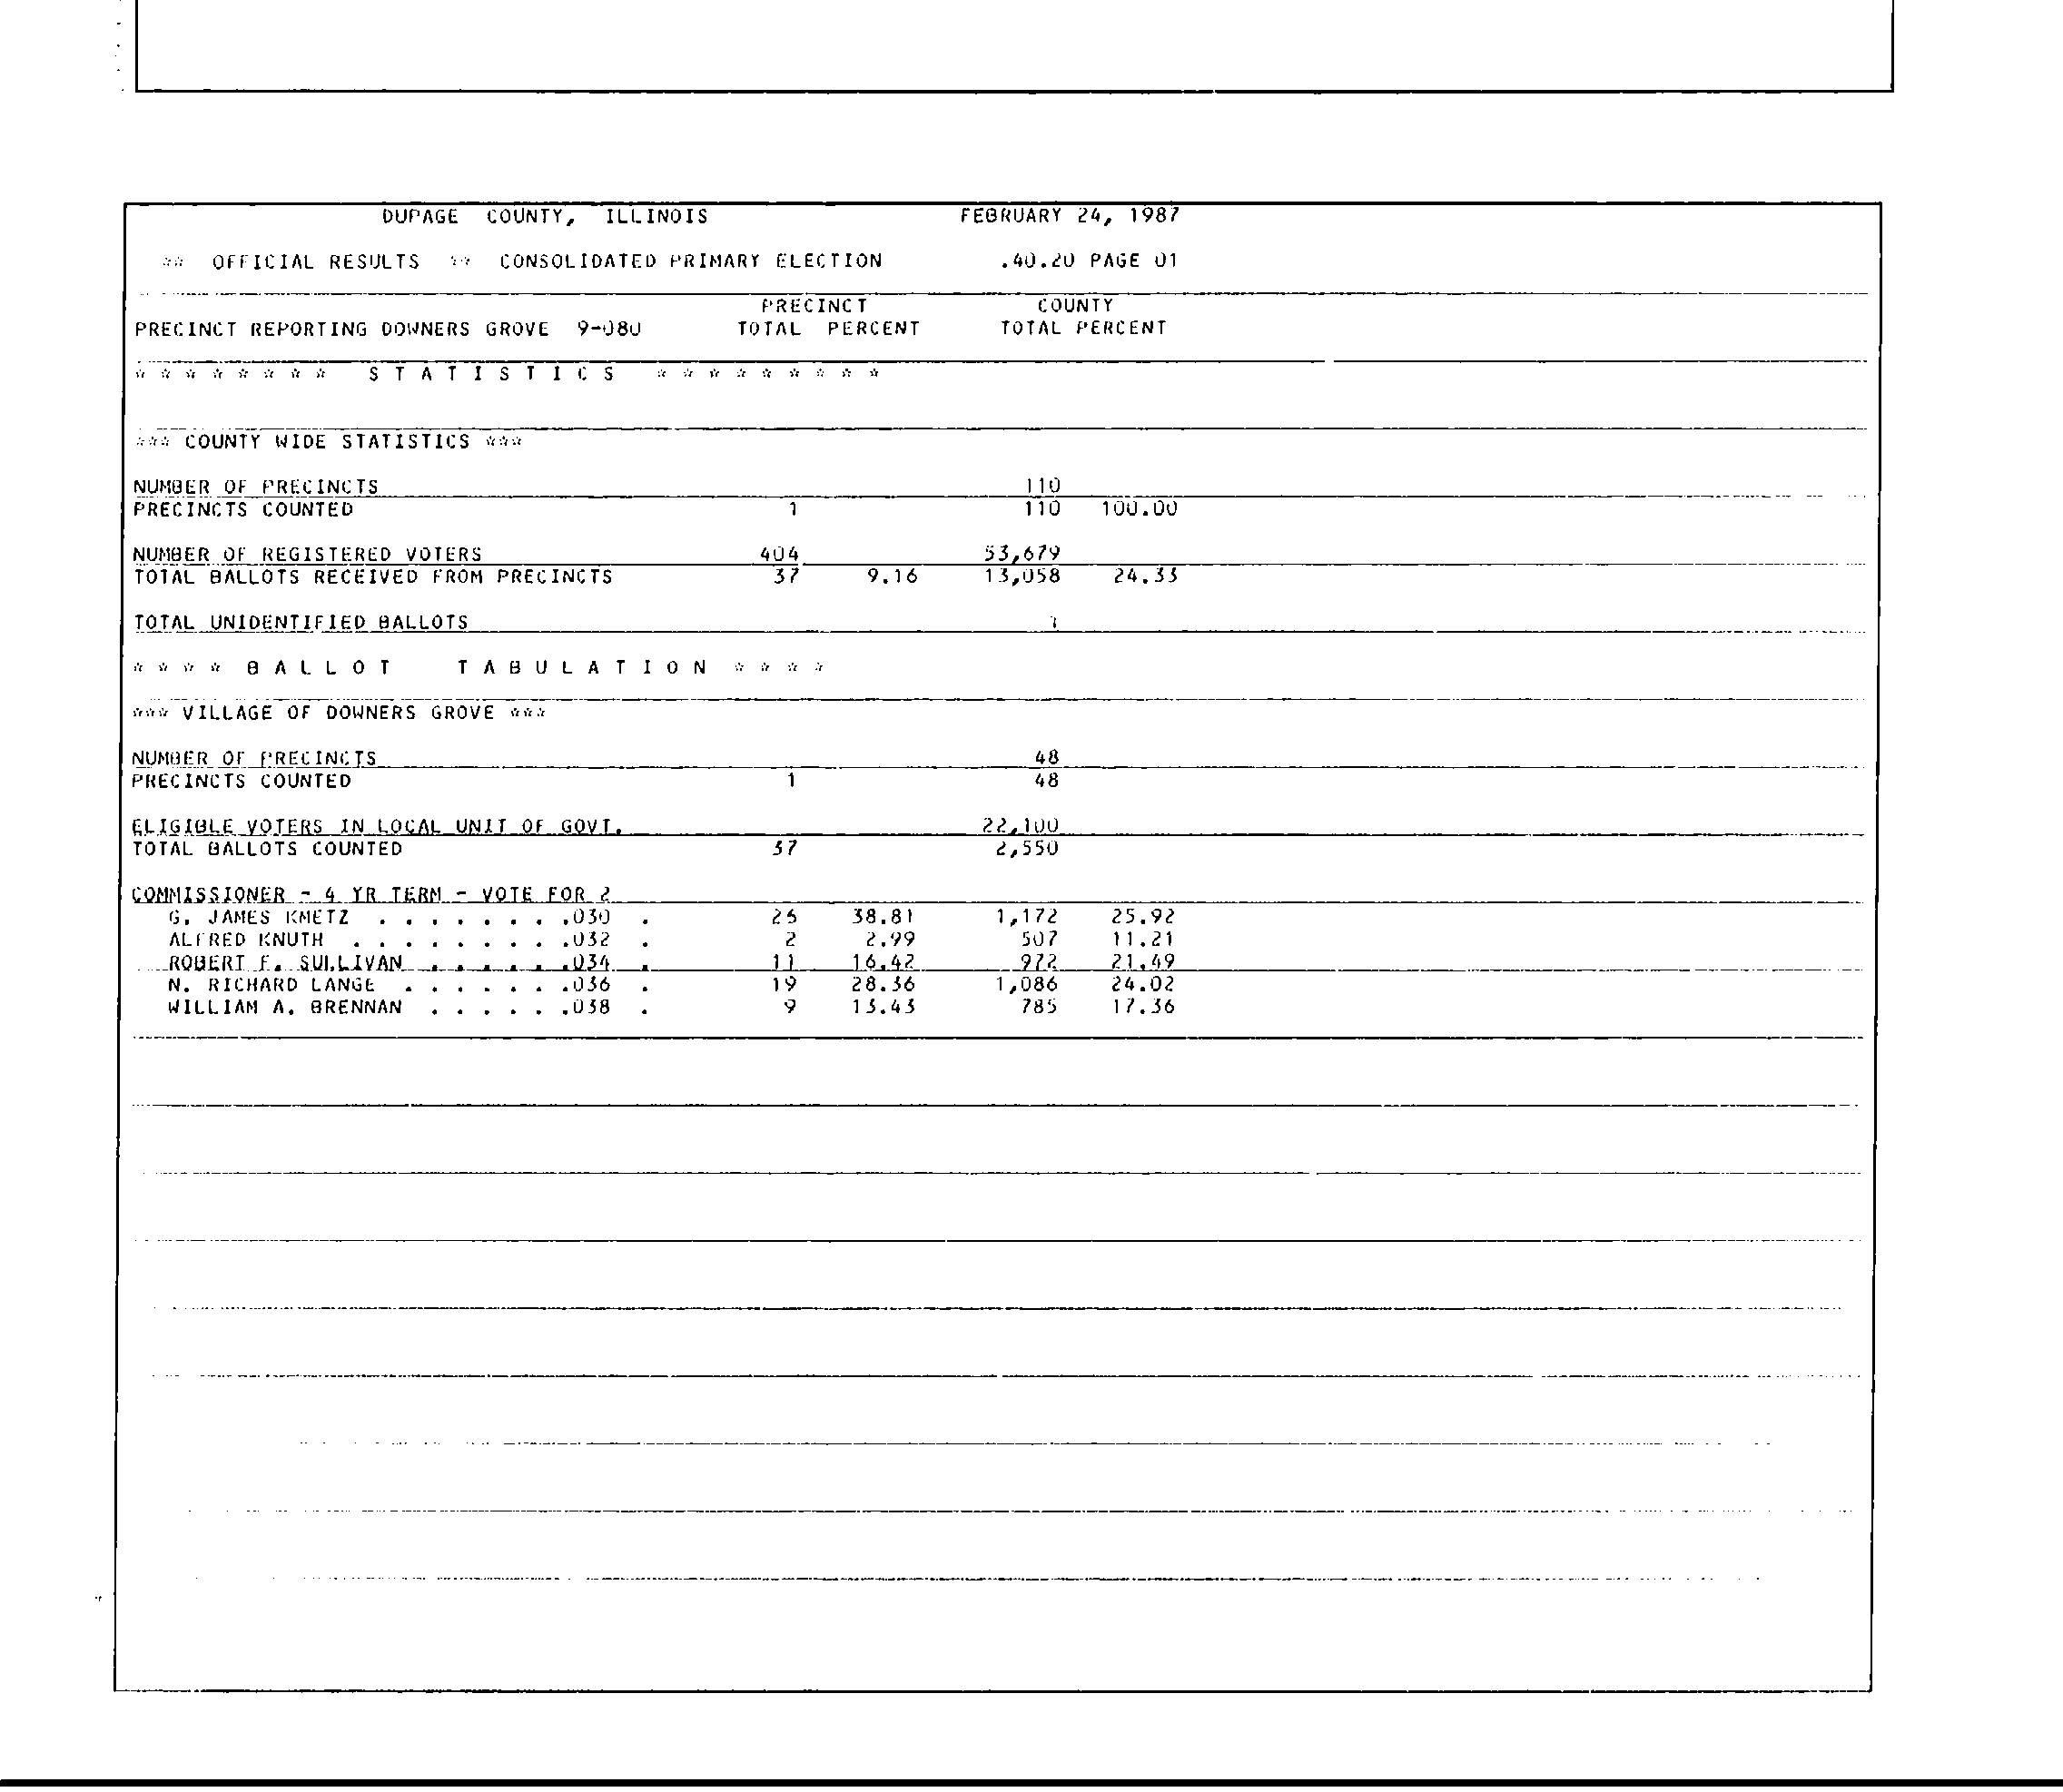 DUPAGE COUNTY, ILLINOIS FEBRUARY 24, 1987
** OFFICIAL RESULTS ** CONSOLIDATED PRIMARY ELECTION .40.20 PAGE 01
PRECINCT COUNTY
PRECINCT REPORTING DOWNERS GROVE 9-080 TOTAL PERCENT TOTAL PERCENT
* * * * * * * * S T A T I S T I C S * * * * * * * * *
*** COUNTY WIDE STATISTICS ***
NUMBER OF PRECINCTS 110
PRECINCTS COUNTED 1 110 100.00
NUMBER OF REGISTERED VOTERS 404 53,679
TOTAL BALLOTS RECEIVED FROM PRECINCTS 37 9.16 13,058 24.33
TOTAL UNIDENTIFIED BALLOTS
* * * * B A L L O T T A B U L A T I O N * * * *
*** VILLAGE OF DOWNERS GROVE ***
NUMBER OF PRECINCTS 48
PRECINCTS COUNTED 1 48
ELIGIBLE VOTERS IN LOCAL UNIT OF GOVT. 22,100
TOTAL BALLOTS COUNTED 37 2,550
COMMISSIONER - 4 YR TERM - VOTE FOR 2
G. JAMES KMETZ . . . . . . . .030 . 26 38.81 1,172 25.92
ALFRED KNUTH . . . . . . . . .032 . 2 2.99 507 11.21
ROBERT F. SULLIVAN . . . . . .034 . 11 16.42 972 21.49
N. RICHARD LANGE . . . . . . .036 . 19 28.36 1,086 24.02
WILLIAM A. BRENNAN . . . . . .038 . 9 13.43 785 17.36